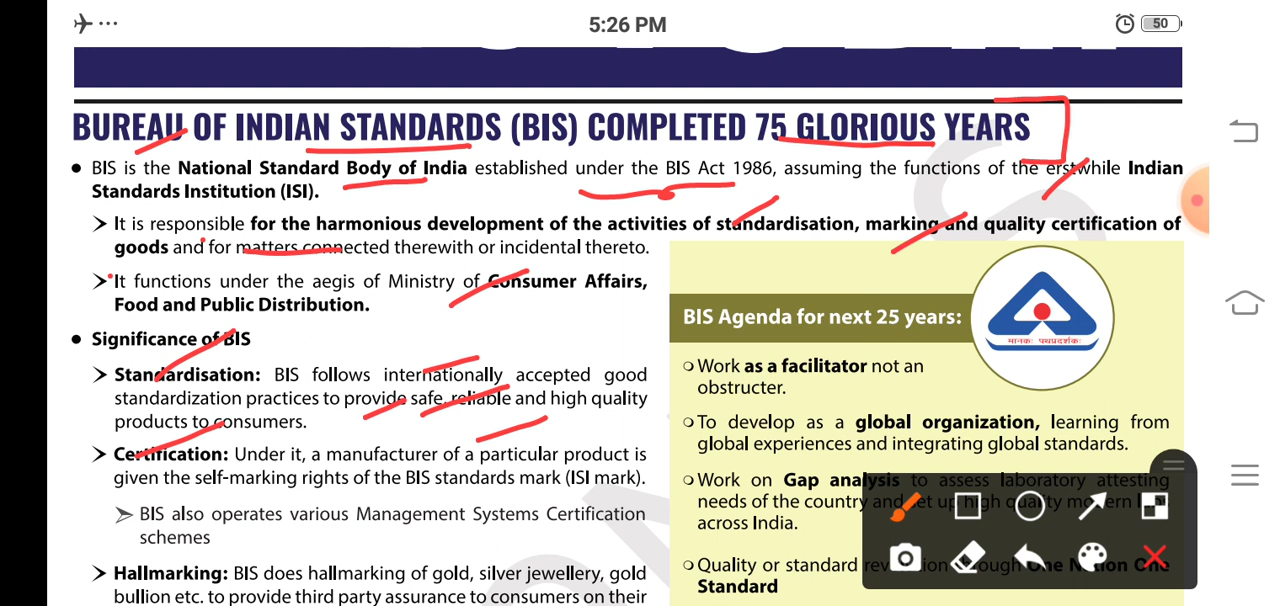 5:26 PM
50
BUREAU OF INDIAN STANDARDS (BIS) COMPLETED 75 GLORIOUS YEARS
● BIS is the National Standard Body of India established under the BIS Act 1986, assuming the functions of the erstwhile Indian
Standards Institution (ISI).
➤ It is responsible for the harmonious development of the activities of standardisation, marking and quality certification of
goods and for matters connected therewith or incidental thereto.
➤ It functions under the aegis of Ministry of Consumer Affairs,
Food and Public Distribution.
● Significance of BIS
➤ Standardisation: BIS follows internationally accepted good
standardization practices to provide safe, reliable and high quality
products to consumers.
➤ Certification: Under it, a manufacturer of a particular product is
given the self-marking rights of the BIS standards mark (ISI mark).
➤ BIS also operates various Management Systems Certification
schemes
➤ Hallmarking: BIS does hallmarking of gold, silver jewellery, gold
bullion etc. to provide third party assurance to consumers on their
मानकः पथप्रदर्शकः
BIS Agenda for next 25 years:
○ Work as a facilitator not an
obstructer.
○ To develop as a global organization, learning from
global experiences and integrating global standards.
○ Work on Gap analysis to assess laboratory attesting
needs of the country and set up high quality modern
across India.
○ Quality or standard through One Nation One
Standard